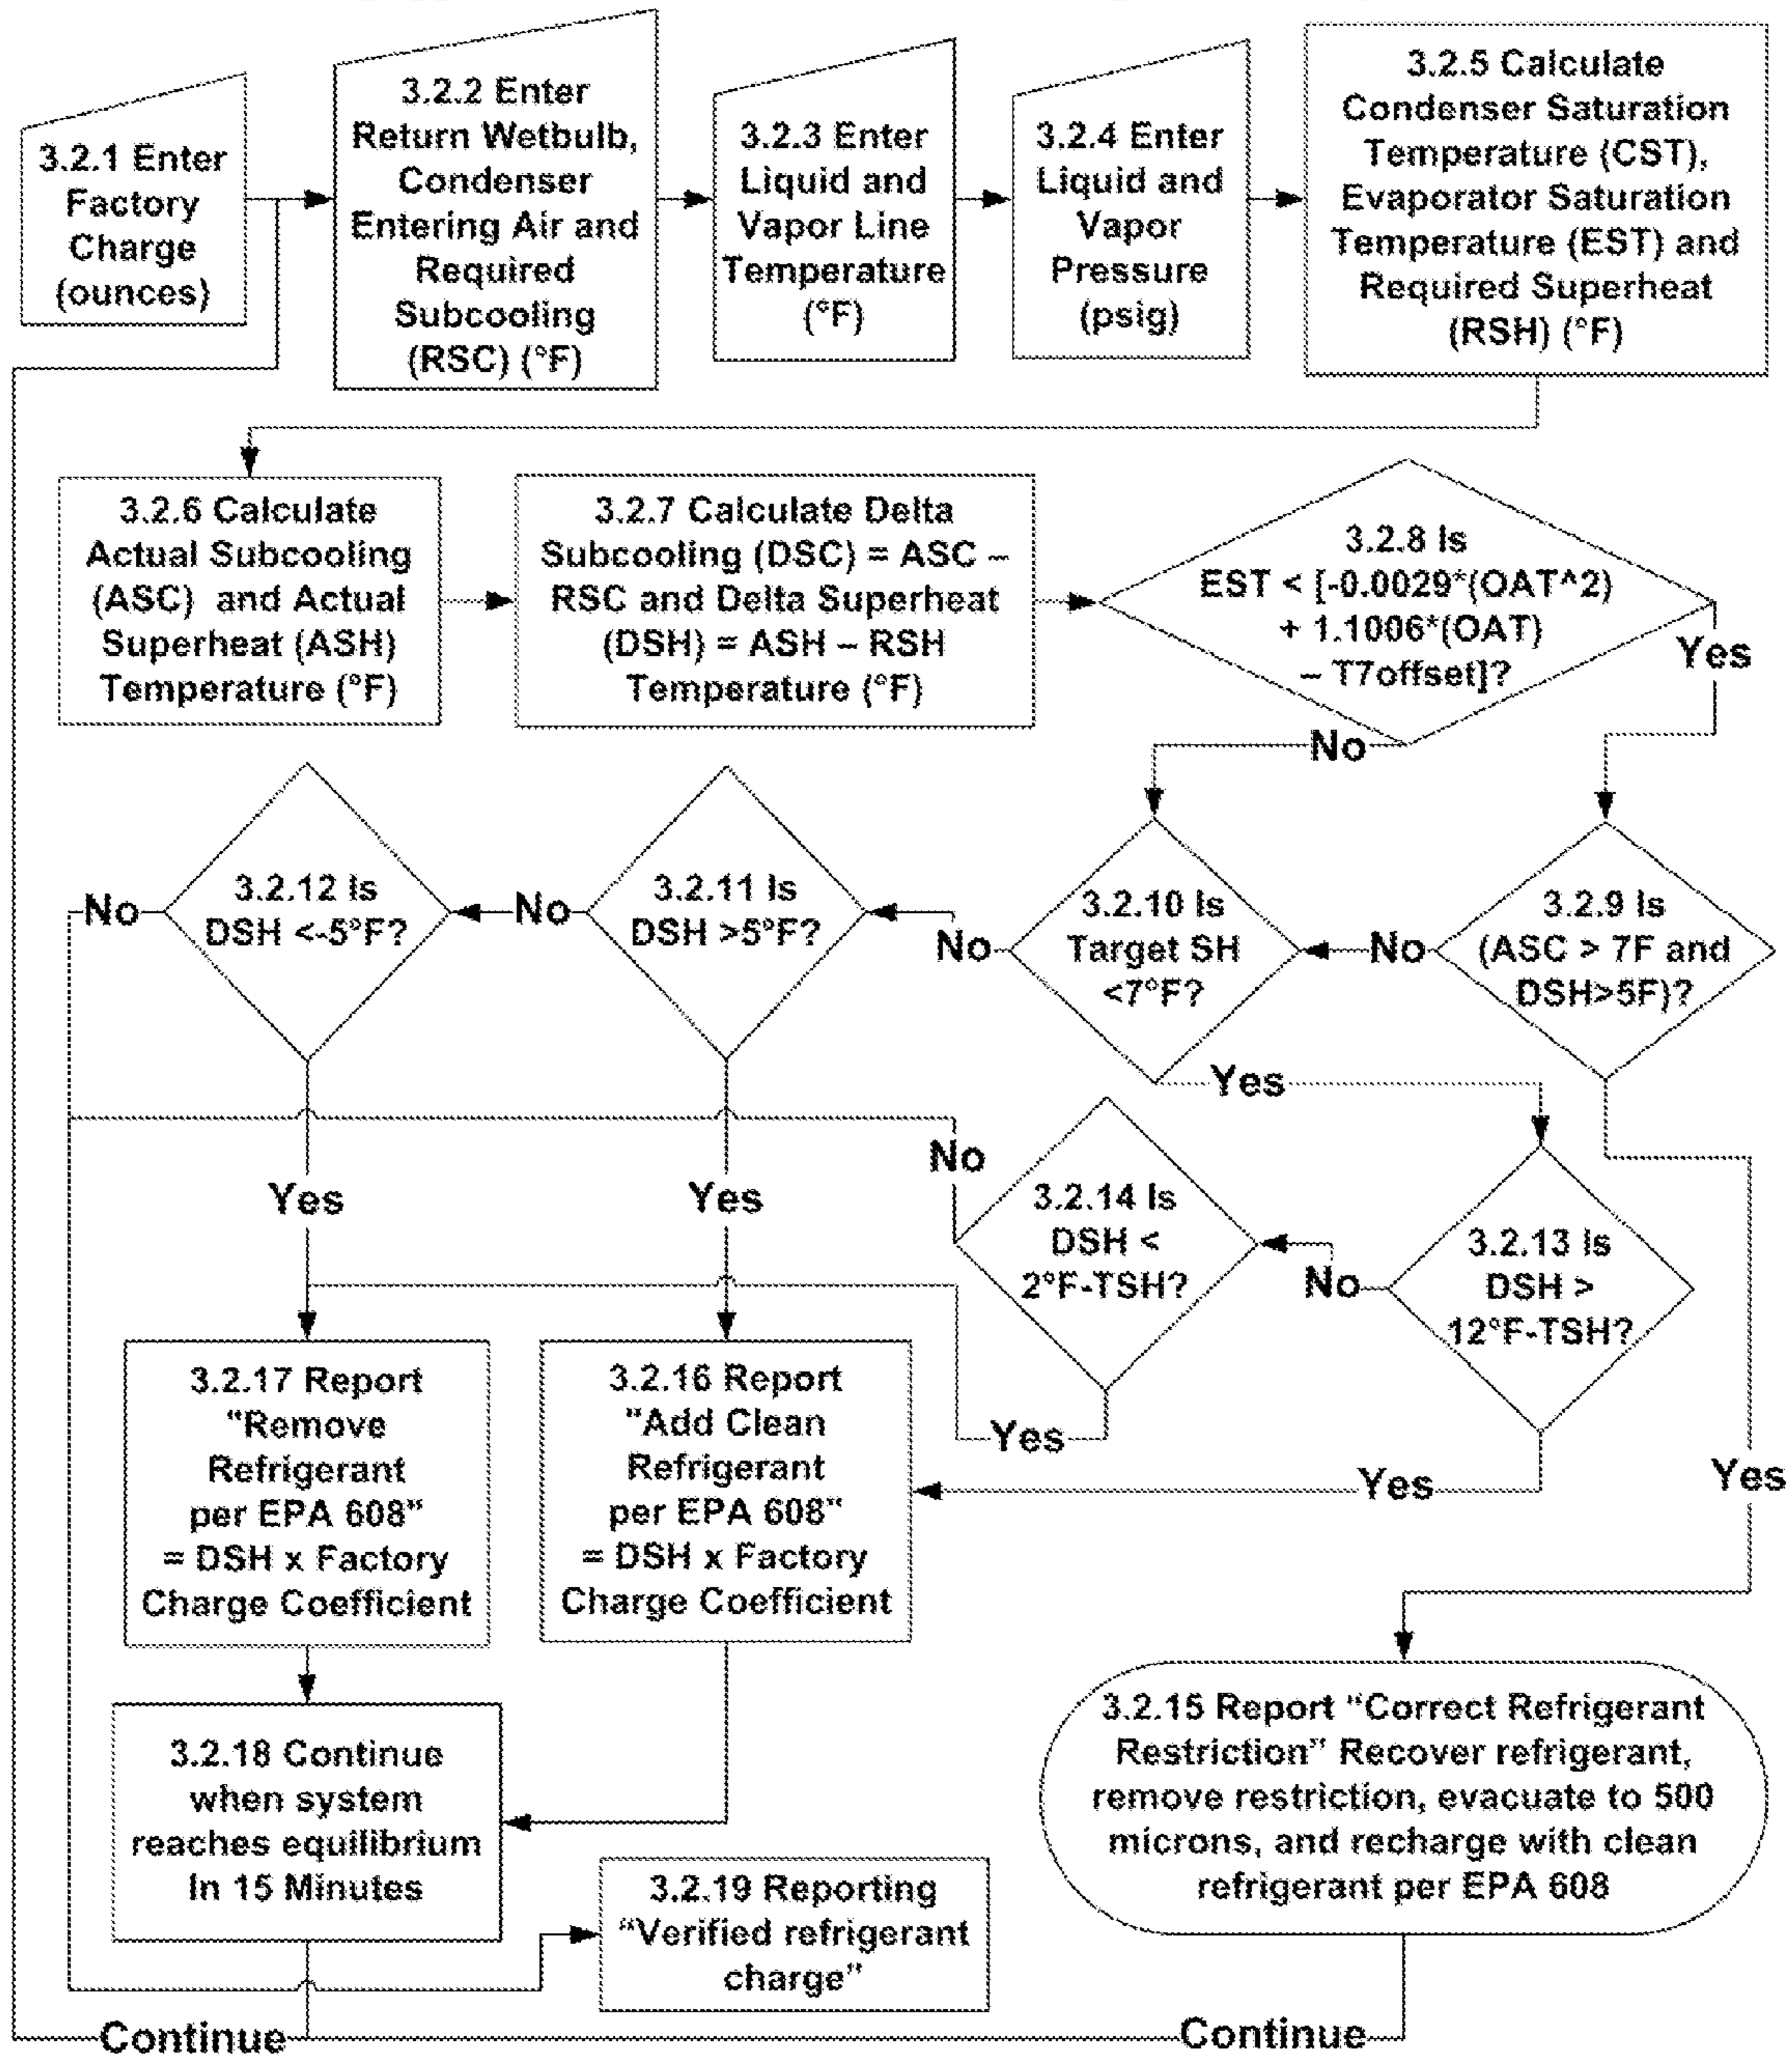 3.2.1 Enter
Factory
Charge
(ounces)
3.2.2 Enter
Return Wetbulb,
Condenser
Entering Air and
Required
Subcooling
(RSC) (°F)
3.2.3 Enter
Liquid and
Vapor Line
Temperature
(°F)
3.2.4 Enter
Liquid and
Vapor
Pressure
(psig)
3.2.5 Calculate
Condenser Saturation
Temperature (CST),
Evaporator Saturation
Temperature (EST) and
Required Superheat
(RSH) (°F)
3.2.6 Calculate
Actual Subcooling
(ASC) and Actual
Superheat (ASH)
Temperature (°F)
3.2.7 Calculate Delta
Subcooling (DSC) = ASC –
RSC and Delta Superheat
(DSH) = ASH – RSH
Temperature (°F)
3.2.8 Is
EST < [-0.0029*(OAT^2)
+ 1.1006*(OAT)
– T7offset]?
Yes
No
3.2.12 Is
DSH <-5°F?
No
3.2.11 Is
DSH >5°F?
No
3.2.10 Is
Target SH
<7°F?
No
3.2.9 Is
(ASC > 7F and
DSH>5F)?
No
Yes
Yes
Yes
No
3.2.14 Is
DSH <
2°F-TSH?
No
3.2.13 Is
DSH >
12°F-TSH?
Yes
Yes
Yes
3.2.17 Report
“Remove
Refrigerant
per EPA 608”
= DSH x Factory
Charge Coefficient
3.2.16 Report
“Add Clean
Refrigerant
per EPA 608”
= DSH x Factory
Charge Coefficient
3.2.18 Continue
when system
reaches equilibrium
In 15 Minutes
3.2.19 Reporting
“Verified refrigerant
charge”
3.2.15 Report “Correct Refrigerant
Restriction” Recover refrigerant,
remove restriction, evacuate to 500
microns, and recharge with clean
refrigerant per EPA 608
Continue
Continue